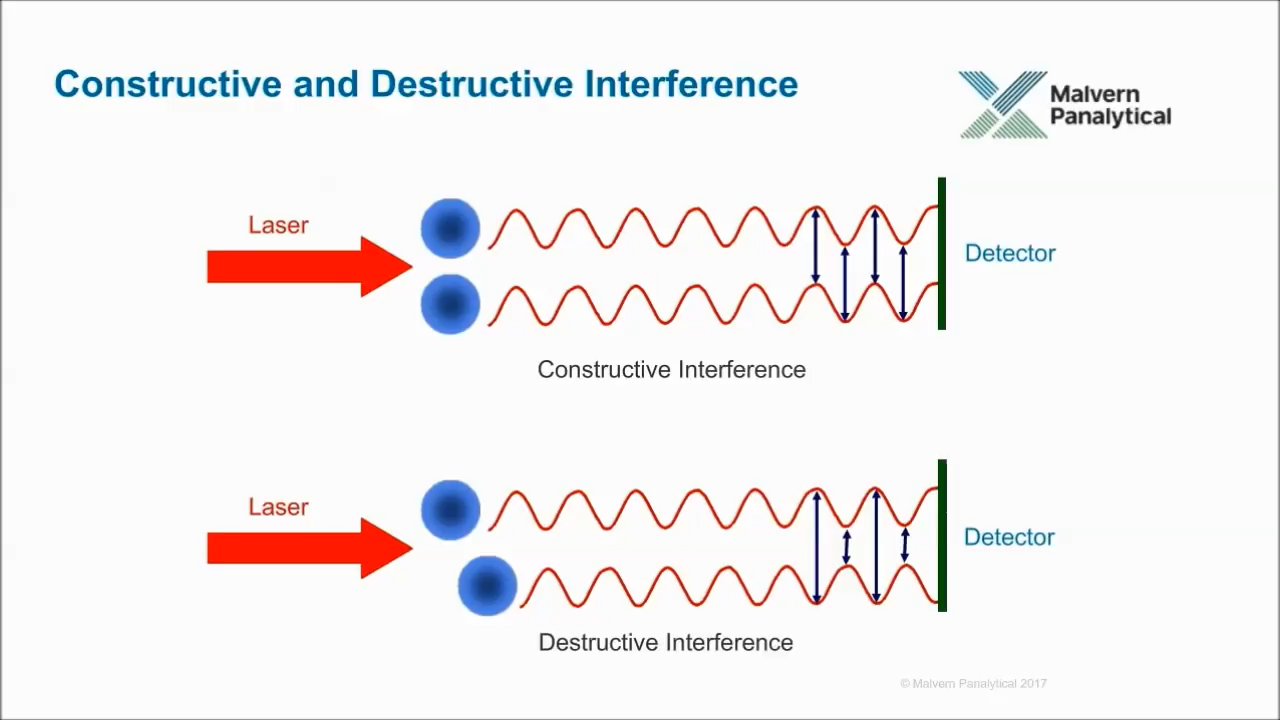 Constructive and Destructive Interference
Malvern
Panalytical
Laser
Detector
Constructive Interference
Laser
Detector
Destructive Interference
© Malvern Panalytical 2017